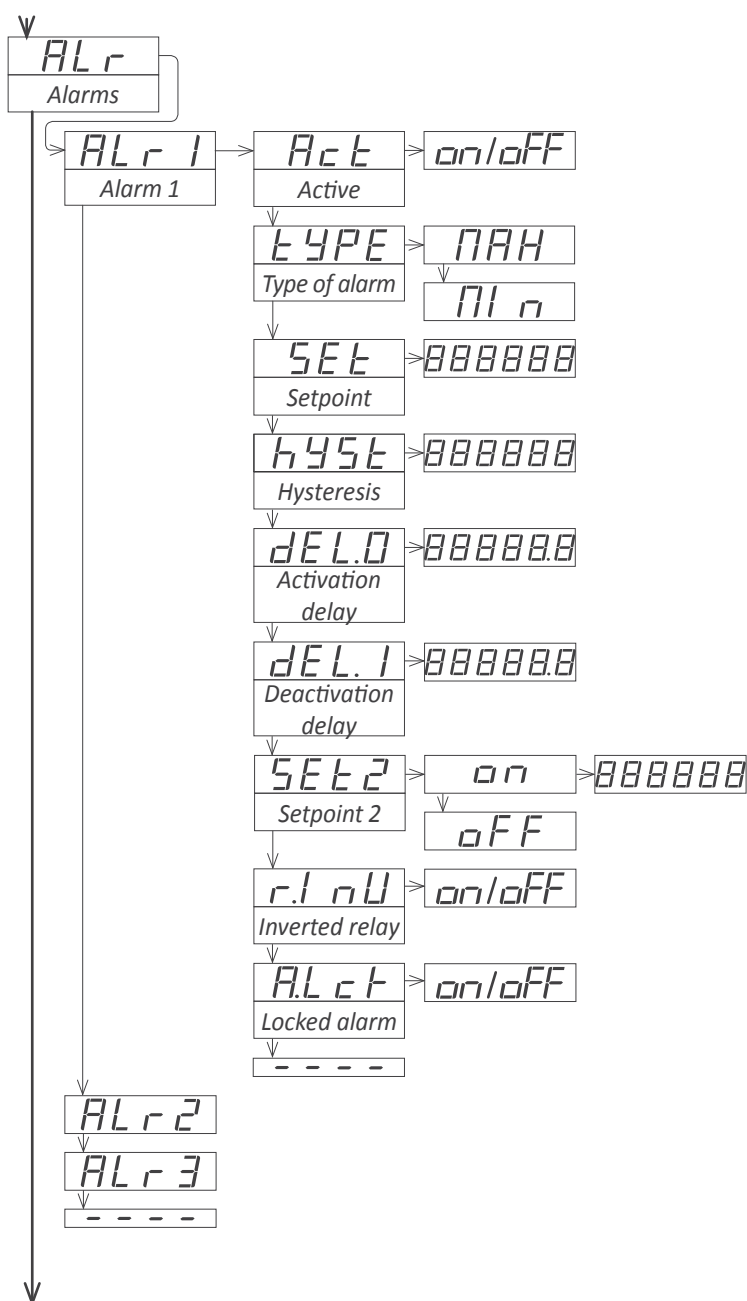 ALr
Alarms
ALr 1
Alarm 1
Act
Active
on/oFF
tYPE
Type of alarm
MAH
MI n
SEt
Setpoint
888888
hYSt
Hysteresis
888888
dEL.0
Activation
delay
88888.8
dEL. 1
Deactivation
delay
88888.8
SEt2
Setpoint 2
on
888888
oFF
r.I nV
Inverted relay
on/oFF
A.Lct
Locked alarm
on/oFF
- - - -
ALr2
ALr3
- - - -